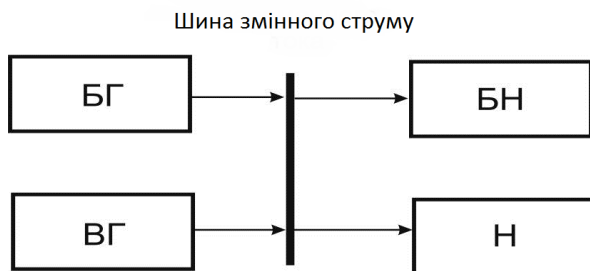 Шина змінного струму
БГ
БН
ВГ
Н